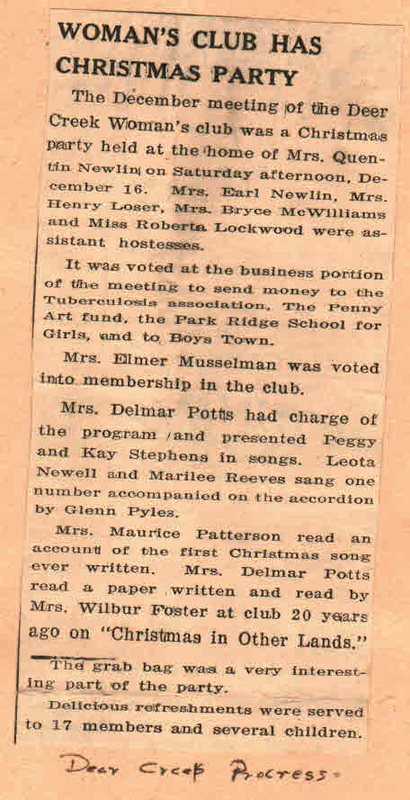 WOMAN'S CLUB HAS
CHRISTMAS PARTY
The December meeting of the Deer
Creek Woman's club was a Christmas
party held at the home of Mrs. Quen-
tin Newlin on Saturday afternoon, De-
cember 16. Mrs. Earl Newlin, Mrs.
Henry Loser, Mrs. Bryce McWilliams
and Miss Roberta Lockwood were as-
sistant hostesses.
It was voted at the business portion
of the meeting to send money to the
Tuberculosis association, The Penny
Art fund, the Park Ridge School for
Girls, and to Boys Town.
Mrs. Elmer Musselman was voted
into membership in the club.
Mrs. Delmar Potts had charge of
the program and presented Peggy
and Kay Stephens in songs. Leota
Newell and Marilee Reeves sang one
number accompanied on the accordion
by Glenn Pyles.
Mrs. Maurice Patterson read an
account of the first Christmas song
ever written. Mrs. Delmar Potts
read a paper written and read by
Mrs. Wilbur Foster at club 20 years
ago on "Christmas in Other Lands."
The grab bag was a very interest-
ing part of the party.
Delicious refreshments were served
to 17 members and several children.
Deer Creek Progress-